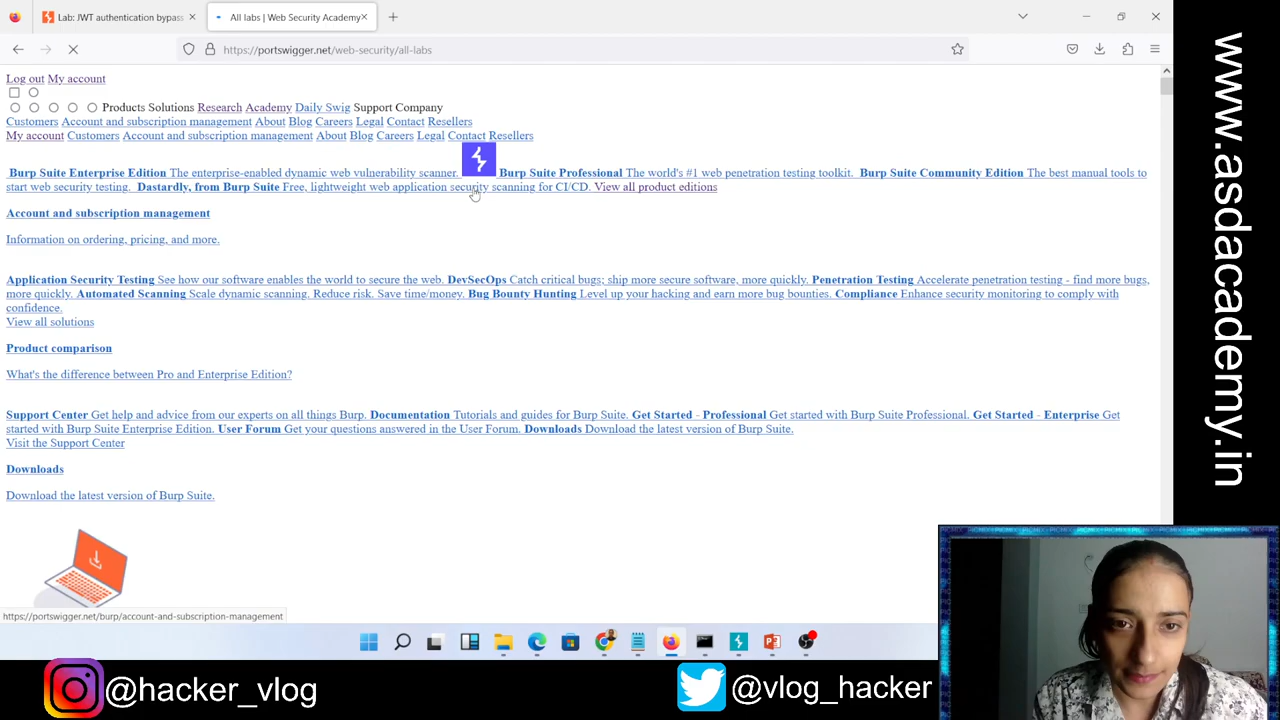 Lab: JWT authentication bypass
All labs | Web Security Academy
https://portswigger.net/web-security/all-labs
Log out My account
Products Solutions Research Academy Daily Swig Support Company
Customers Account and subscription management About Blog Careers Legal Contact Resellers
My account Customers Account and subscription management About Blog Careers Legal Contact Resellers
Burp Suite Enterprise Edition The enterprise-enabled dynamic web vulnerability scanner. Burp Suite Professional The world's #1 web penetration testing toolkit. Burp Suite Community Edition The best manual tools to
start web security testing. Dastardly, from Burp Suite Free, lightweight web application security scanning for CI/CD. View all product editions
Account and subscription management
Information on ordering, pricing, and more.
Application Security Testing See how our software enables the world to secure the web. DevSecOps Catch critical bugs; ship more secure software, more quickly. Penetration Testing Accelerate penetration testing - find more bugs,
more quickly. Automated Scanning Scale dynamic scanning. Reduce risk. Save time/money. Bug Bounty Hunting Level up your hacking and earn more bug bounties. Compliance Enhance security monitoring to comply with
confidence.
View all solutions
Product comparison
What's the difference between Pro and Enterprise Edition?
Support Center Get help and advice from our experts on all things Burp. Documentation Tutorials and guides for Burp Suite. Get Started - Professional Get started with Burp Suite Professional. Get Started - Enterprise Get
started with Burp Suite Enterprise Edition. User Forum Get your questions answered in the User Forum. Downloads Download the latest version of Burp Suite.
Visit the Support Center
Downloads
Download the latest version of Burp Suite.
https://portswigger.net/burp/account-and-subscription-management
www.asdacademy.in
@hacker_vlog
@vlog_hacker